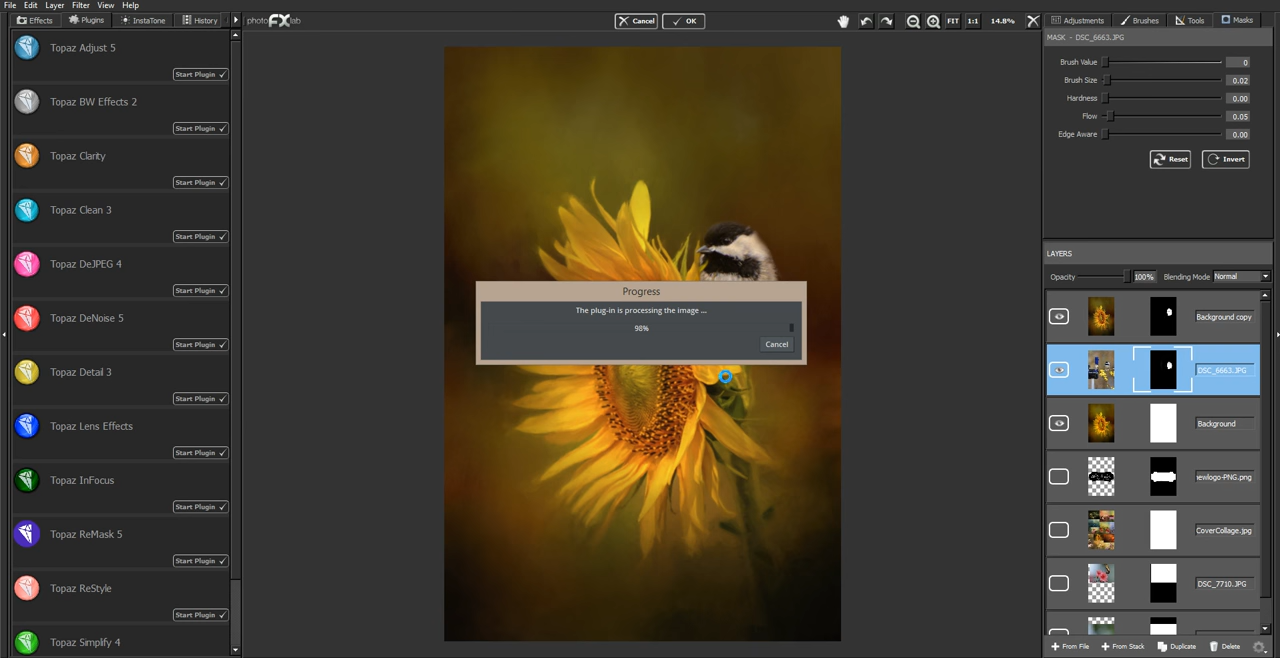 File Edit Layer Filter View Help
Effects Plugins InstaTone History
photo FX lab
Cancel OK
FIT 1:1 14.8%
Adjustments Brushes Tools Masks
MASK - DSC_6663.JPG
Brush Value 0
Brush Size 0.02
Hardness 0.00
Flow 0.05
Edge Aware 0.00
Reset Invert
Topaz Adjust 5
Start Plugin
Topaz BW Effects 2
Start Plugin
Topaz Clarity
Start Plugin
Topaz Clean 3
Start Plugin
Topaz DeJPEG 4
Start Plugin
Topaz DeNoise 5
Start Plugin
Topaz Detail 3
Start Plugin
Topaz Lens Effects
Start Plugin
Topaz InFocus
Start Plugin
Topaz ReMask 5
Start Plugin
Topaz ReStyle
Start Plugin
Topaz Simplify 4
Progress
The plug-in is processing the image ...
98%
Cancel
LAYERS
Opacity 100% Blending Mode Normal
Background copy
DSC_6663.JPG
Background
ewlogo-PNG.png
CoverCollage.jpg
DSC_7710.JPG
From File From Stack Duplicate Delete